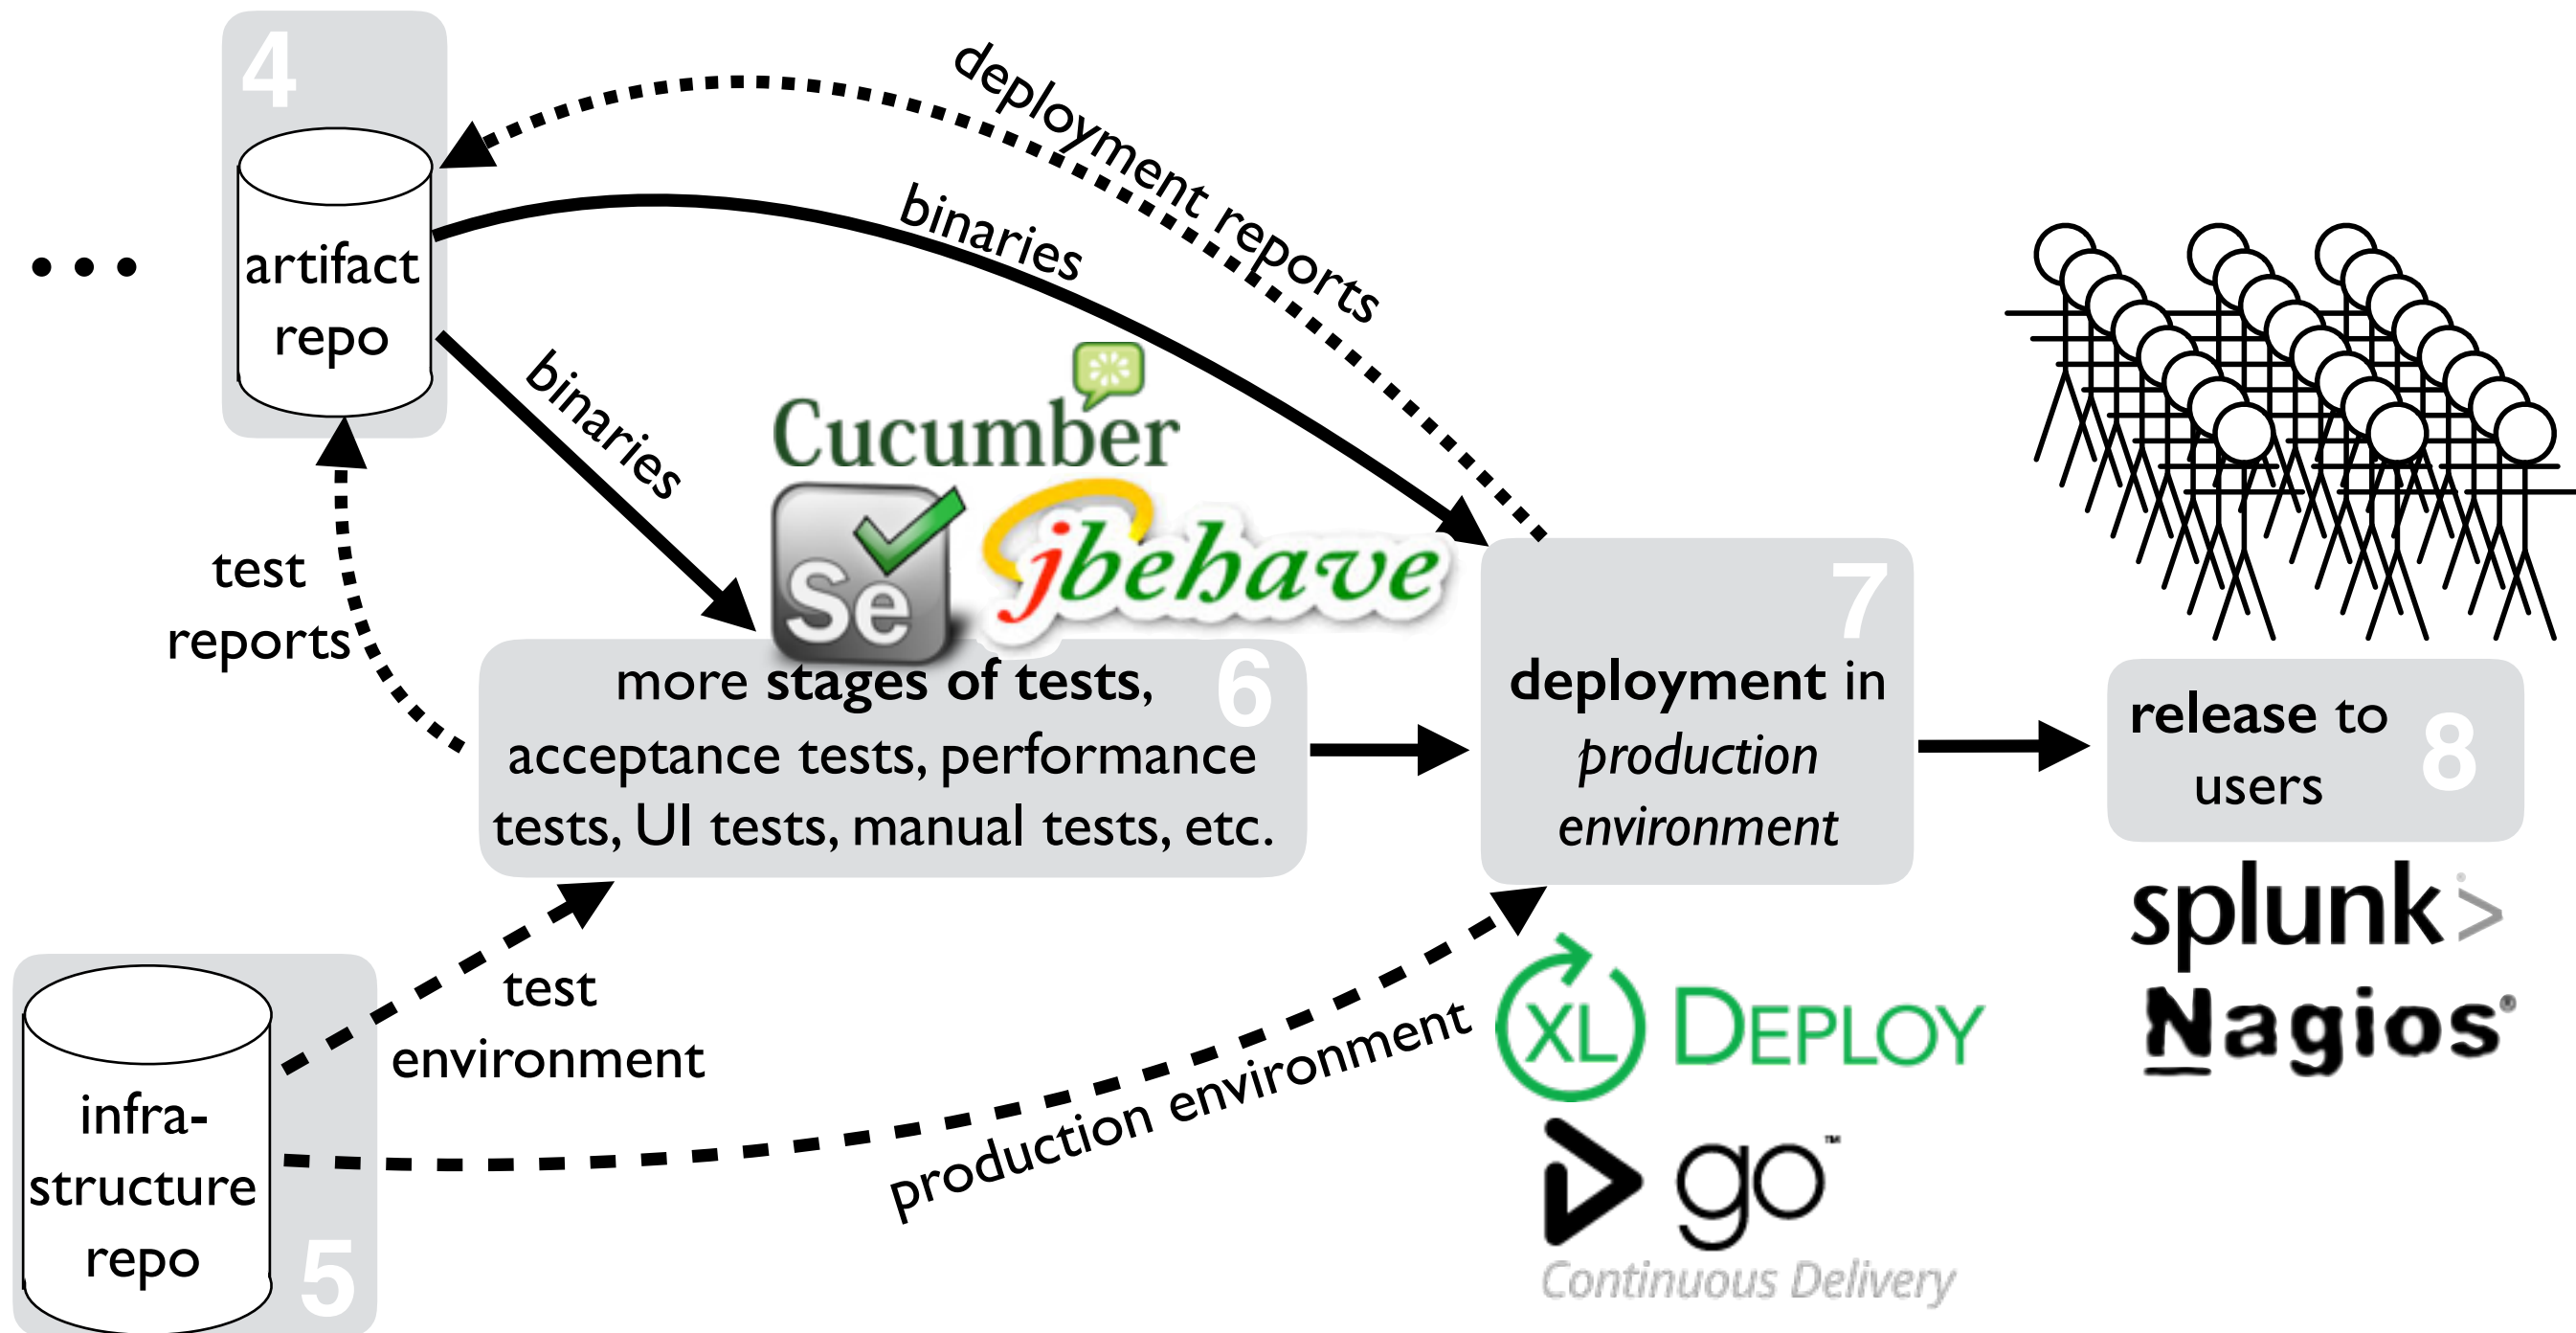 4
artifact
repo
• • •
deployment reports
binaries
binaries
Cucumber
Se
jbehave
test
reports
6
more stages of tests,
acceptance tests, performance
tests, UI tests, manual tests, etc.
7
deployment in
production
environment
8
release to
users
splunk>
Nagios®
test
environment
production environment
infra-
structure
repo
5
XL DEPLOY
go™
Continuous Delivery